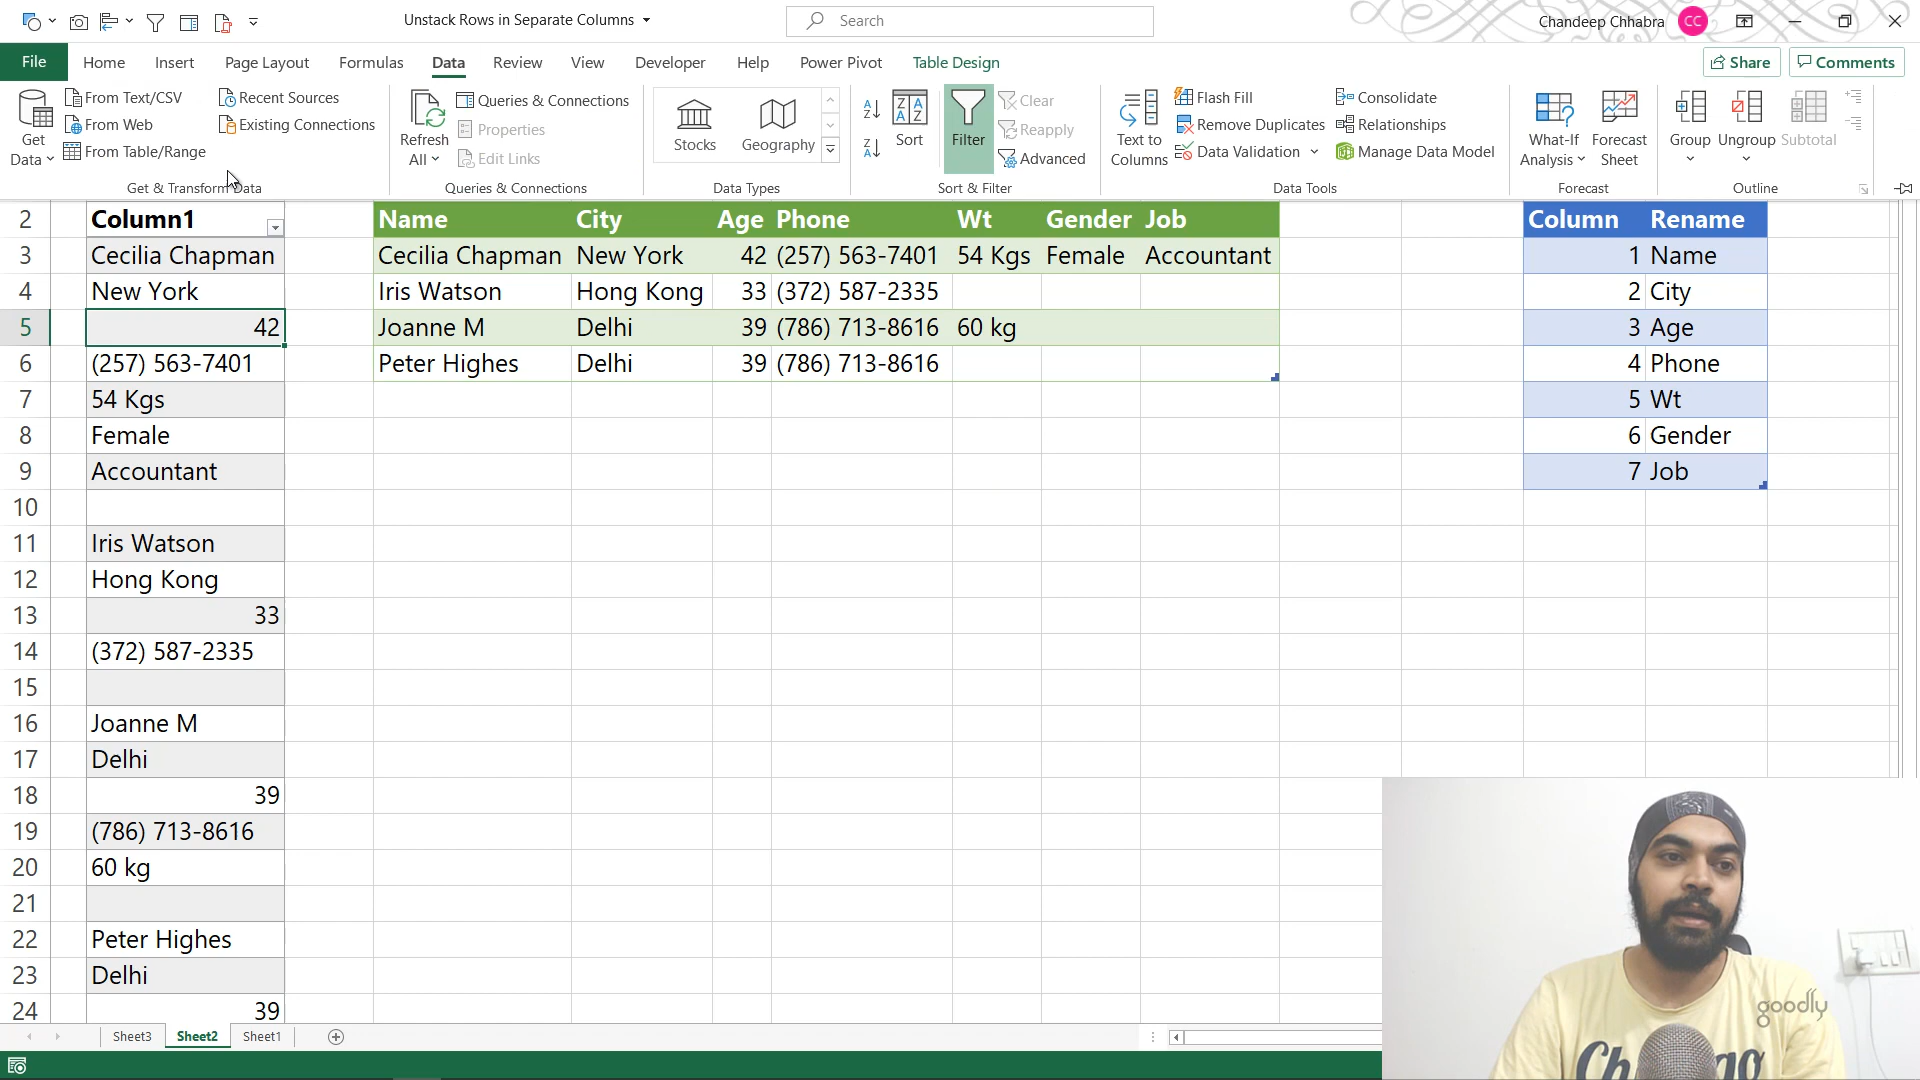 Unstack Rows in Separate Columns
Search
Chandeep Chhabra CC
File Home Insert Page Layout Formulas Data Review View Developer Help Power Pivot Table Design Share Comments
Get Data
From Text/CSV
From Web
From Table/Range
Recent Sources
Existing Connections
Get & Transform Data
Refresh All
Queries & Connections
Properties
Edit Links
Queries & Connections
Stocks
Geography
Data Types
Sort
Filter
Clear
Reapply
Advanced
Sort & Filter
Text to Columns
Flash Fill
Remove Duplicates
Data Validation
Consolidate
Relationships
Manage Data Model
Data Tools
What-If Analysis
Forecast Sheet
Forecast
Group
Ungroup
Subtotal
Outline
2 Column1 Name City Age Phone Wt Gender Job Column Rename
3 Cecilia Chapman Cecilia Chapman New York 42 (257) 563-7401 54 Kgs Female Accountant 1 Name
4 New York Iris Watson Hong Kong 33 (372) 587-2335 2 City
5 42 Joanne M Delhi 39 (786) 713-8616 60 kg 3 Age
6 (257) 563-7401 Peter Highes Delhi 39 (786) 713-8616 4 Phone
7 54 Kgs 5 Wt
8 Female 6 Gender
9 Accountant 7 Job
10
11 Iris Watson
12 Hong Kong
13 33
14 (372) 587-2335
15
16 Joanne M
17 Delhi
18 39
19 (786) 713-8616
20 60 kg
21
22 Peter Highes
23 Delhi
24 39
goodly
Sheet3 Sheet2 Sheet1